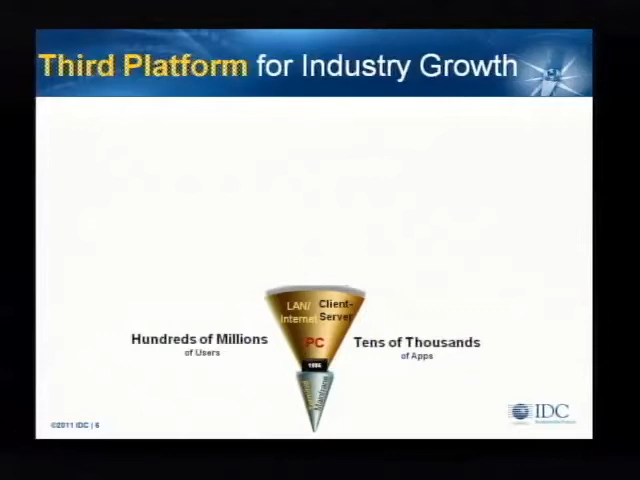 Third Platform for Industry Growth
LAN/
Internet
Client-
Server
PC
Hundreds of Millions
of Users
Tens of Thousands
of Apps
Mainframe
©2011 IDC | 6
IDC